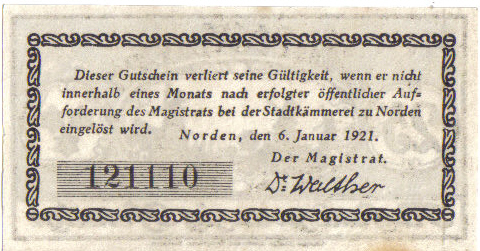 Dieser Gutschein verliert seine Gültigkeit, wenn er nicht
innerhalb eines Monats nach erfolgter öffentlicher Auf-
forderung des Magistrats bei der Stadtkämmerei zu Norden
eingelöst wird.
Norden, den 6. Januar 1921.
Der Magistrat.
121110
Dr. Walther